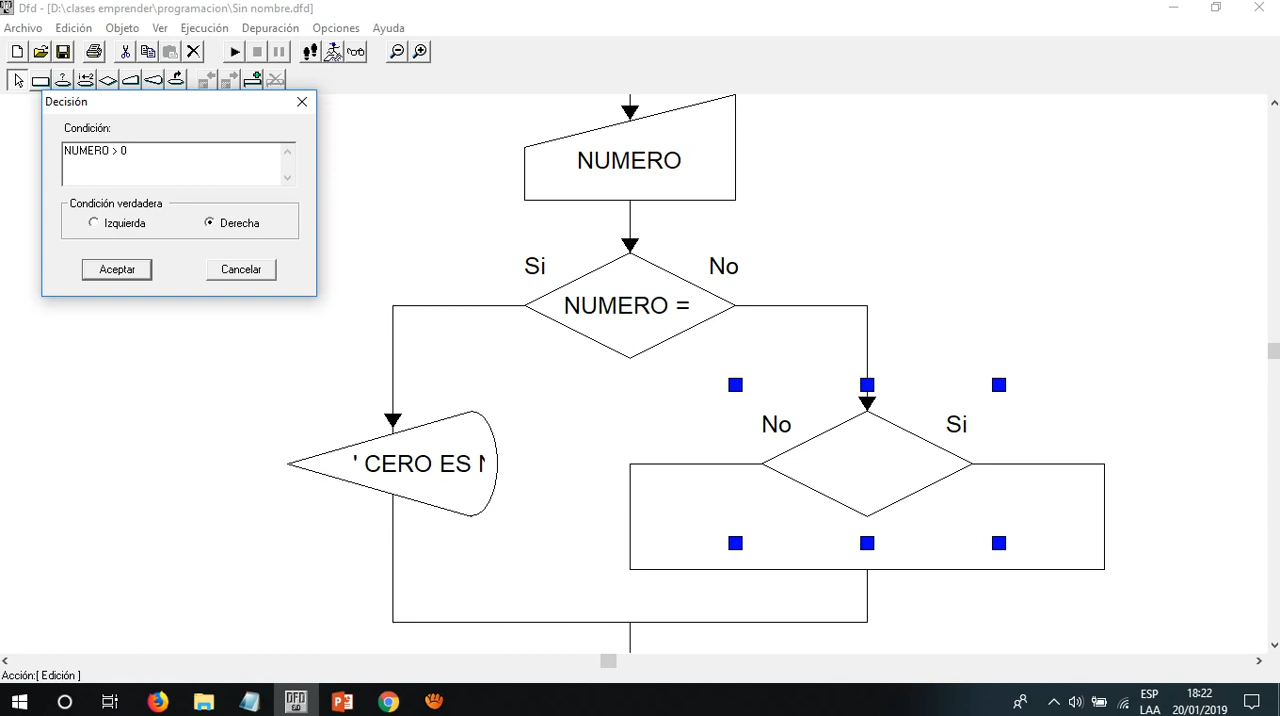 Dfd - [D:\clases emprender\programacion\Sin nombre.dfd]
Archivo Edición Objeto Ver Ejecución Depuración Opciones Ayuda
Decisión
Condición:
NUMERO > 0
Condición verdadera
Izquierda Derecha
Aceptar Cancelar
NUMERO
Si No
NUMERO =
No Si
' CERO ES N
Acción:[ Edición ]
ESP 18:22
LAA 20/01/2019